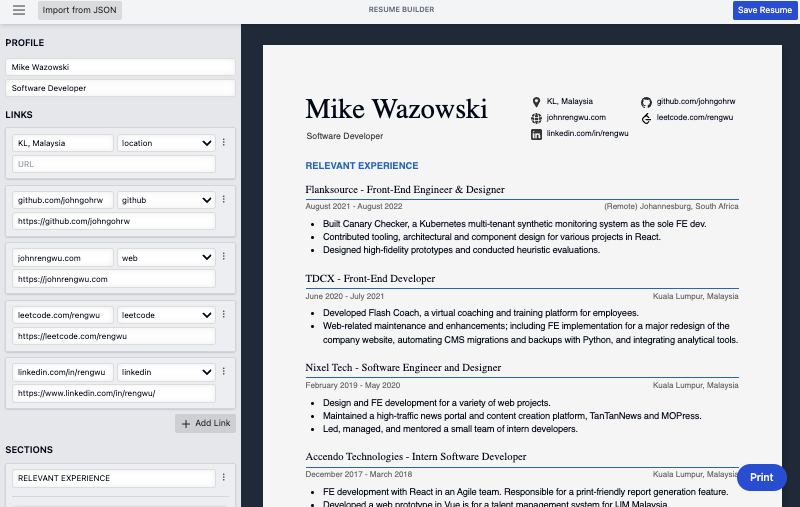 Import from JSON
RESUME BUILDER
Save Resume
PROFILE
Mike Wazowski
Software Developer
LINKS
KL, Malaysia
location
URL
github.com/johngohrw
github
https://github.com/johngohrw
johnrengwu.com
web
https://johnrengwu.com
leetcode.com/rengwu
leetcode
https://leetcode.com/rengwu
linkedin.com/in/rengwu
linkedin
https://www.linkedin.com/in/rengwu/
Add Link
SECTIONS
RELEVANT EXPERIENCE
Mike Wazowski
Software Developer
KL, Malaysia
github.com/johngohrw
johnrengwu.com
leetcode.com/rengwu
linkedin.com/in/rengwu
RELEVANT EXPERIENCE
Flanksource - Front-End Engineer & Designer
August 2021 - August 2022
(Remote) Johannesburg, South Africa
• Built Canary Checker, a Kubernetes multi-tenant synthetic monitoring system as the sole FE dev.
• Contributed tooling, architectural and component design for various projects in React.
• Designed high-fidelity prototypes and conducted heuristic evaluations.
TDCX - Front-End Developer
June 2020 - July 2021
Kuala Lumpur, Malaysia
• Developed Flash Coach, a virtual coaching and training platform for employees.
• Web-related maintenance and enhancements; including FE implementation for a major redesign of the
company website, automating CMS migrations and backups with Python, and integrating analytical tools.
Nixel Tech - Software Engineer and Designer
February 2019 - May 2020
Kuala Lumpur, Malaysia
• Design and FE development for a variety of web projects.
• Maintained a high-traffic news portal and content creation platform, TanTanNews and MOPress.
• Led, managed, and mentored a small team of intern developers.
Accendo Technologies - Intern Software Developer
December 2017 - March 2018
Kuala Lumpur, Malaysia
• FE development with React in an Agile team. Responsible for a print-friendly report generation feature.
• Developed a web prototype in Vue.js for a talent management system for IJM Malaysia.
Print